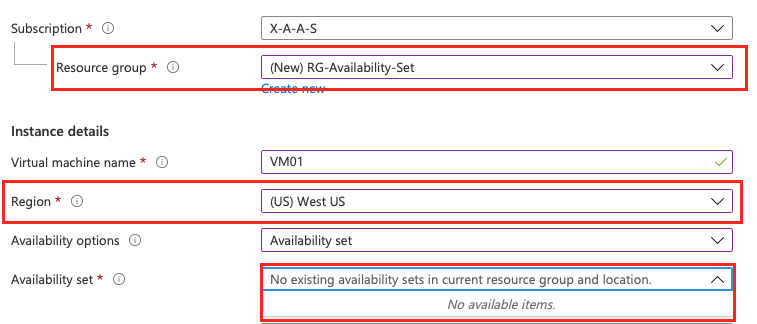 Subscription * X-A-A-S
Resource group * (New) RG-Availability-Set
Create new
Instance details
Virtual machine name * VM01
Region * (US) West US
Availability options Availability set
Availability set * No existing availability sets in current resource group and location.
No available items.